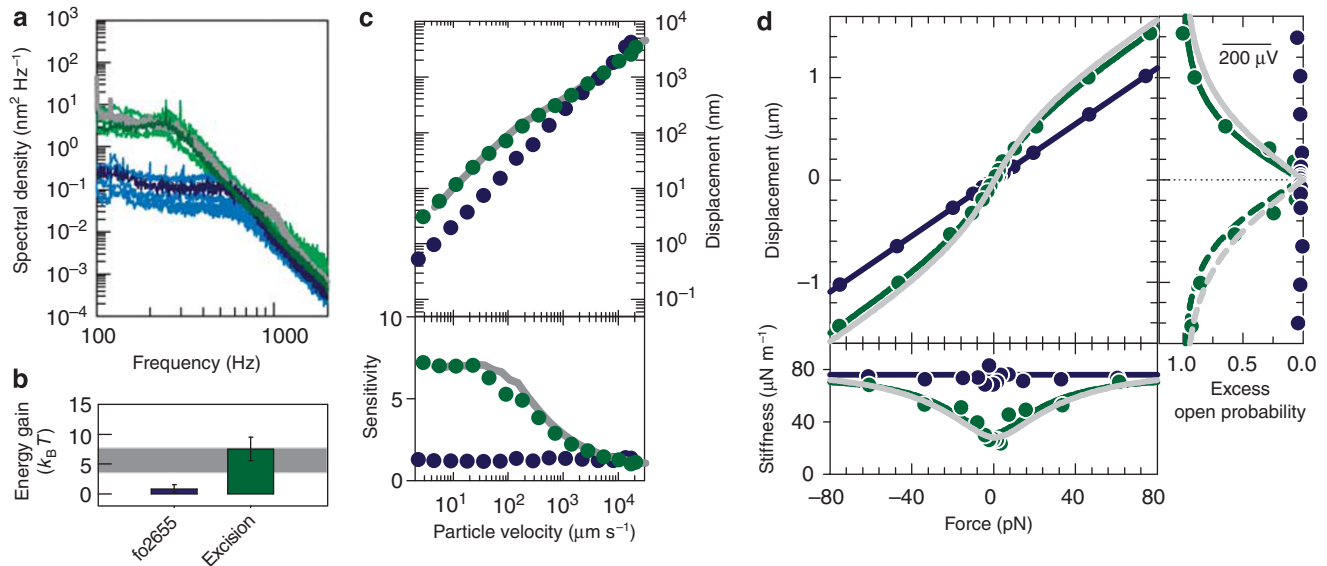 a
Spectral density (nm² Hz⁻¹)
10³
10²
10¹
10⁰
10⁻¹
10⁻²
10⁻³
10⁻⁴
100
1000
Frequency (Hz)
b
Energy gain
(k_B T)
15
10
5
0
fo2655
Excision
c
10⁴
10³
10²
10¹
10⁰
10⁻¹
Displacement (nm)
10
5
0
Sensitivity
10¹
10²
10³
10⁴
Particle velocity (µm s⁻¹)
d
Displacement (µm)
1
0
−1
200 µV
1.0
0.5
0.0
Excess
open probability
Stiffness (µN m⁻¹)
80
40
0
−80
−40
0
40
80
Force (pN)